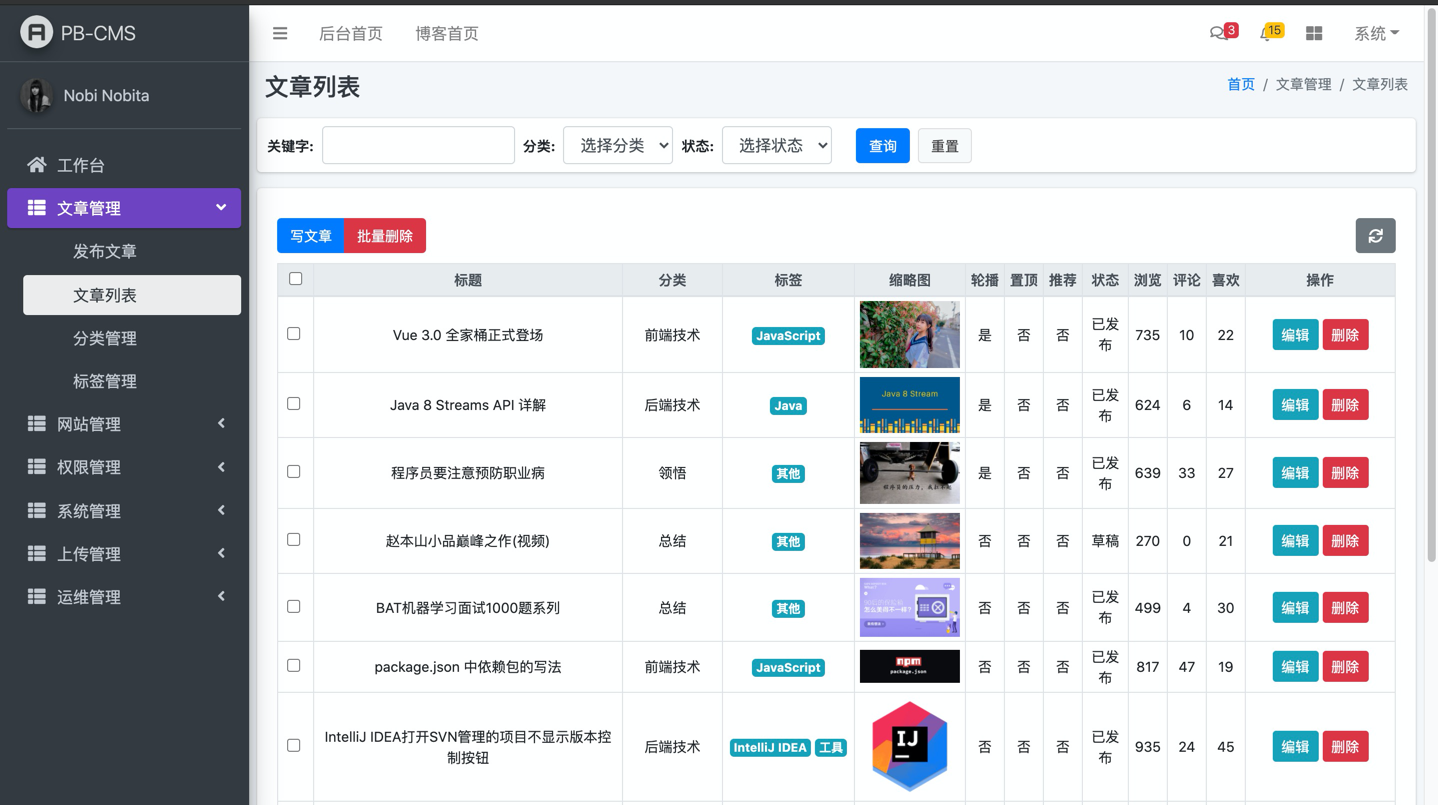 PB-CMS
后台首页
博客首页
3
15
系统
Nobi Nobita
工作台
文章管理
发布文章
文章列表
分类管理
标签管理
网站管理
权限管理
系统管理
上传管理
运维管理
文章列表
首页 / 文章管理 / 文章列表
关键字: 分类: 选择分类 状态: 选择状态 查询 重置
写文章 批量删除
标题 分类 标签 缩略图 轮播 置顶 推荐 状态 浏览 评论 喜欢 操作
Vue 3.0 全家桶正式登场 前端技术 JavaScript 是 否 否 已发布 735 10 22 编辑 删除
Java 8 Streams API 详解 后端技术 Java Java 8 Stream 是 否 否 已发布 624 6 14 编辑 删除
程序员要注意预防职业病 领悟 其他 是 否 否 已发布 639 33 27 编辑 删除
赵本山小品巅峰之作(视频) 总结 其他 否 否 否 草稿 270 0 21 编辑 删除
BAT机器学习面试1000题系列 总结 其他 否 否 否 已发布 499 4 30 编辑 删除
package.json 中依赖包的写法 前端技术 JavaScript npm package.json 否 否 否 已发布 817 47 19 编辑 删除
IntelliJ IDEA打开SVN管理的项目不显示版本控制按钮 后端技术 IntelliJ IDEA 工具 IJ 否 否 否 已发布 935 24 45 编辑 删除